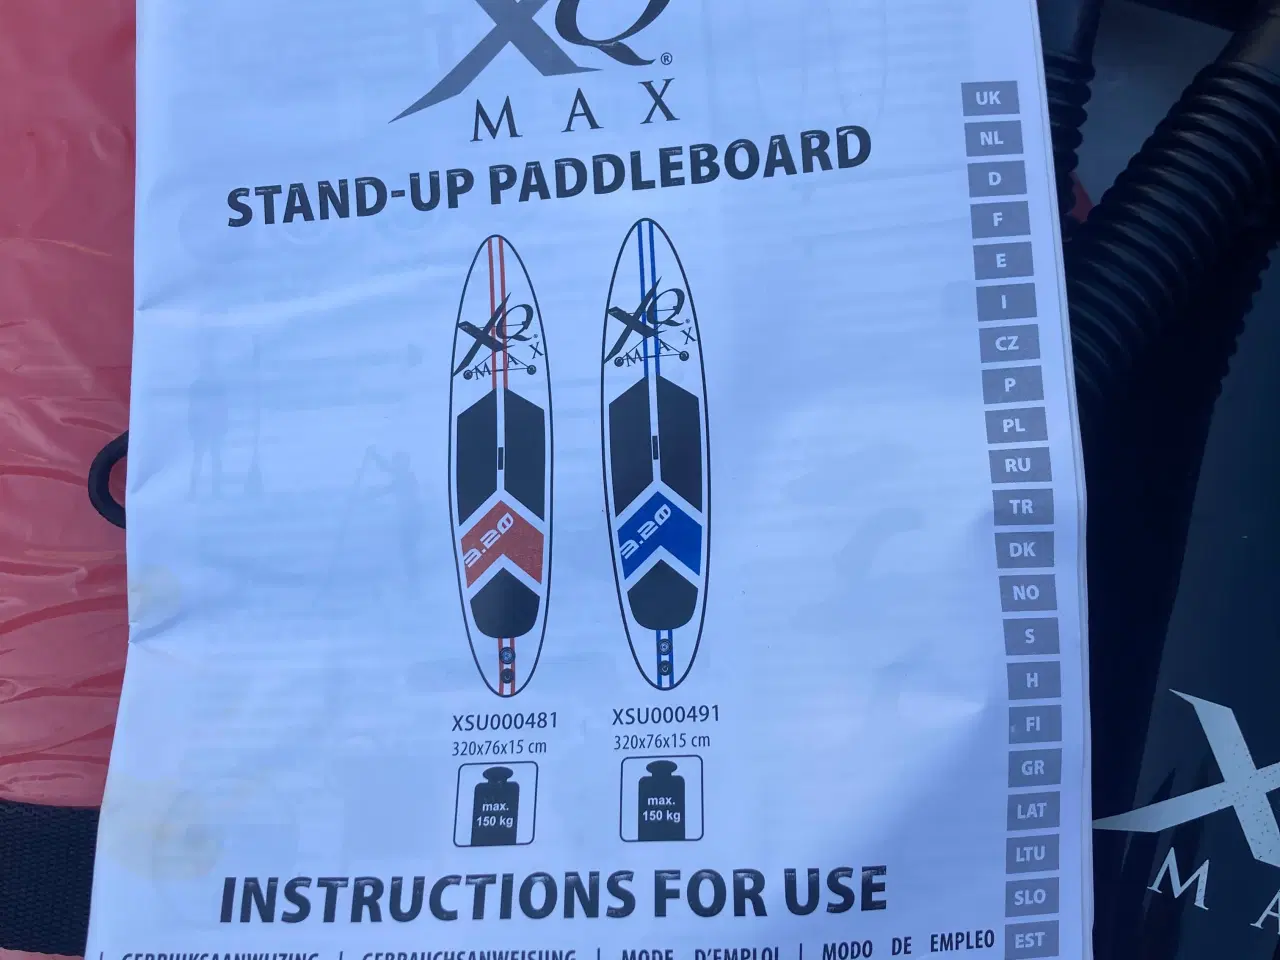 XQ®
MAX
STAND-UP PADDLEBOARD
XQ®
MAX
3.20
XQ®
MAX
3.20
XSU000481
320x76x15 cm
max.
150 kg
XSU000491
320x76x15 cm
max.
150 kg
INSTRUCTIONS FOR USE
| GEBRUIKSAANWIJZING | GEBRAUCHSANWEISUNG | MODE D'EMPLOI | MODO DE EMPLEO
UK
NL
D
F
E
I
CZ
P
PL
RU
TR
DK
NO
S
H
FI
GR
LAT
LTU
SLO
EST
X
MA